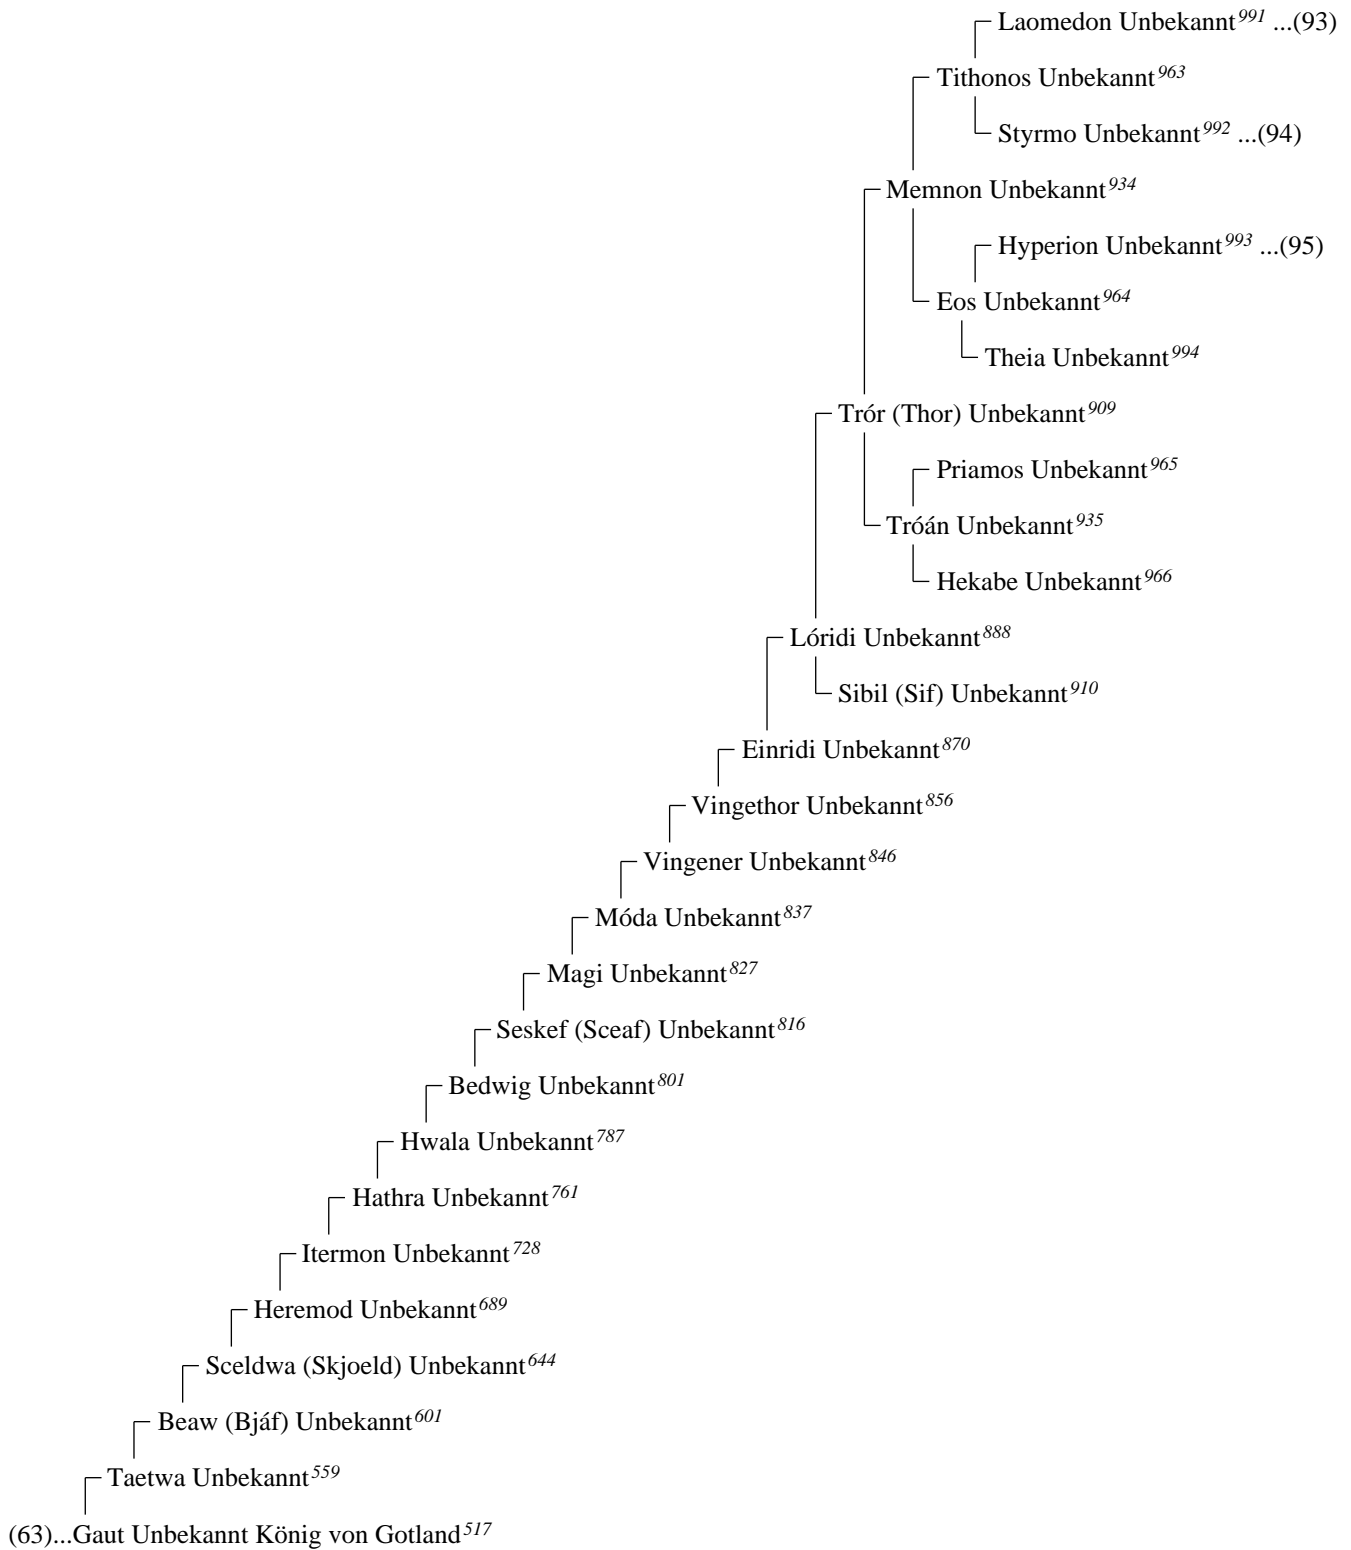 Laomedon Unbekannt991 ...(93)
Tithonos Unbekannt963
Styrmo Unbekannt992 ...(94)
Memnon Unbekannt934
Hyperion Unbekannt993 ...(95)
Eos Unbekannt964
Theia Unbekannt994
Trór (Thor) Unbekannt909
Priamos Unbekannt965
Tróán Unbekannt935
Hekabe Unbekannt966
Lóridi Unbekannt888
Sibil (Sif) Unbekannt910
Einridi Unbekannt870
Vingethor Unbekannt856
Vingener Unbekannt846
Móda Unbekannt837
Magi Unbekannt827
Seskef (Sceaf) Unbekannt816
Bedwig Unbekannt801
Hwala Unbekannt787
Hathra Unbekannt761
Itermon Unbekannt728
Heremod Unbekannt689
Sceldwa (Skjoeld) Unbekannt644
Beaw (Bjáf) Unbekannt601
Taetwa Unbekannt559
(63)...Gaut Unbekannt König von Gotland517